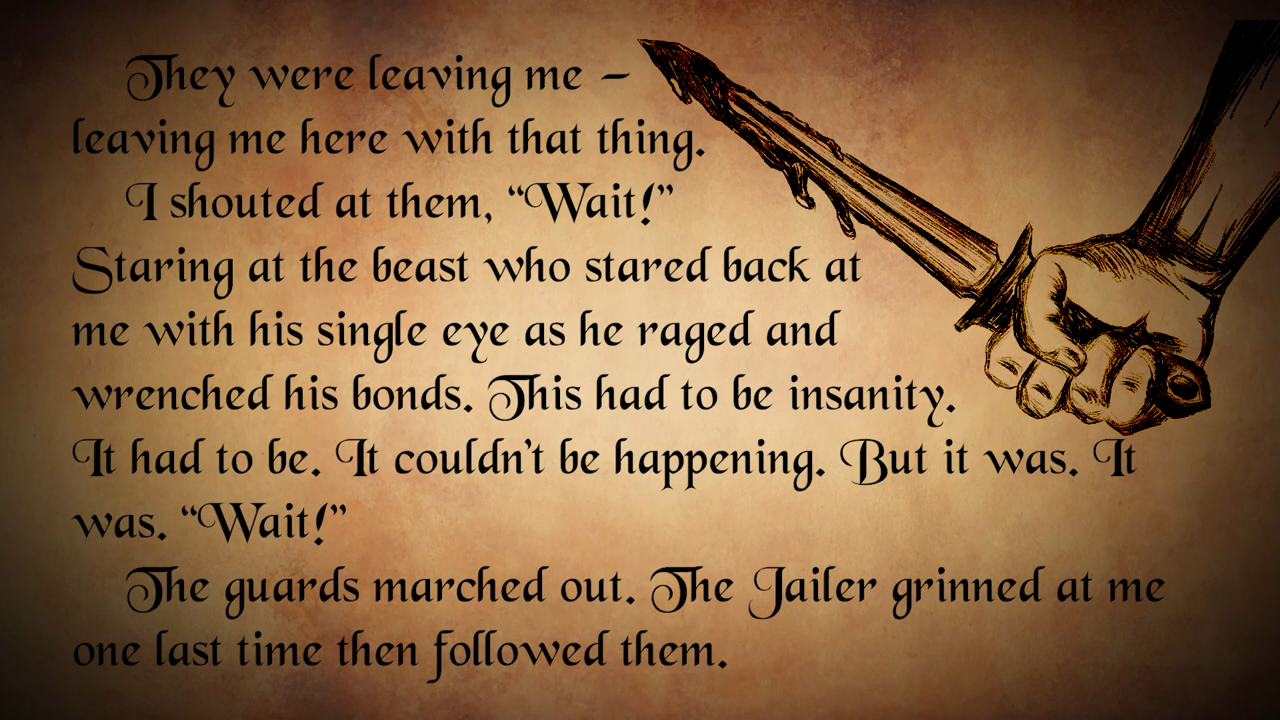 They were leaving me –
leaving me here with that thing.
I shouted at them, “Wait!”
Staring at the beast who stared back at
me with his single eye as he raged and
wrenched his bonds. This had to be insanity.
It had to be. It couldn’t be happening. But it was. It
was. “Wait!”
The guards marched out. The Jailer grinned at me
one last time then followed them.